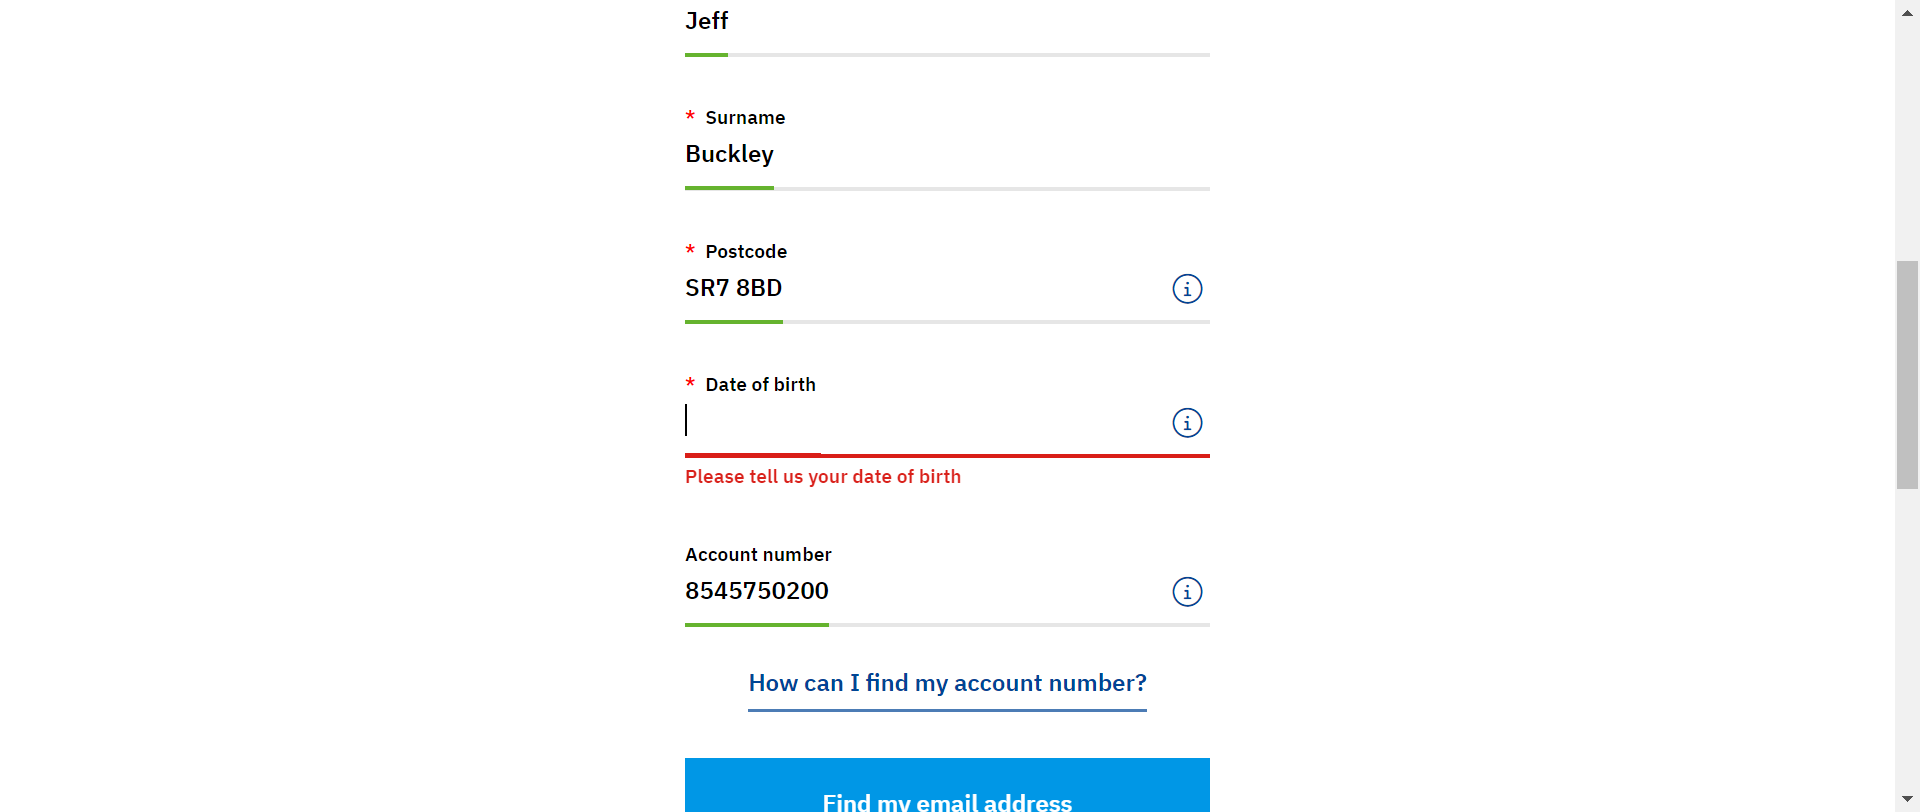 Jeff
* Surname
Buckley
* Postcode
SR7 8BD
* Date of birth
Please tell us your date of birth
Account number
8545750200
How can I find my account number?
Find my email address